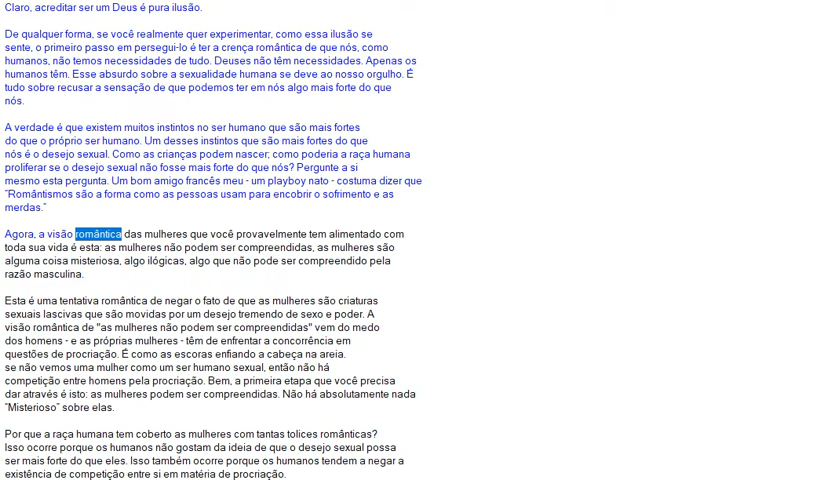 Claro, acreditar ser um Deus é pura ilusão.
De qualquer forma, se você realmente quer experimentar, como essa ilusão se
sente, o primeiro passo em persegui-lo é ter a crença romântica de que nós, como
humanos, não temos necessidades de tudo. Deuses não têm necessidades. Apenas os
humanos têm. Esse absurdo sobre a sexualidade humana se deve ao nosso orgulho. É
tudo sobre recusar a sensação de que podemos ter em nós algo mais forte do que
nós.
A verdade é que existem muitos instintos no ser humano que são mais fortes
do que o próprio ser humano. Um desses instintos que são mais fortes do que
nós é o desejo sexual. Como as crianças podem nascer; como poderia a raça humana
proliferar se o desejo sexual não fosse mais forte do que nós? Pergunte a si
mesmo esta pergunta. Um bom amigo francês meu - um playboy nato - costuma dizer que
"Romântismos são a forma como as pessoas usam para encobrir o sofrimento e as
merdas."
Agora, a visão romântica das mulheres que você provavelmente tem alimentado com
toda sua vida é esta: as mulheres não podem ser compreendidas, as mulheres são
alguma coisa misteriosa, algo ilógicas, algo que não pode ser compreendido pela
razão masculina.
Esta é uma tentativa romântica de negar o fato de que as mulheres são criaturas
sexuais lascivas que são movidas por um desejo tremendo de sexo e poder. A
visão romântica de "as mulheres não podem ser compreendidas" vem do medo
dos homens - e as próprias mulheres - têm de enfrentar a concorrência em
questões de procriação. É como as escoras enfiando a cabeça na areia.
se não vemos uma mulher como um ser humano sexual, então não há
competição entre homens pela procriação. Bem, a primeira etapa que você precisa
dar através é isto: as mulheres podem ser compreendidas. Não há absolutamente nada
"Misterioso" sobre elas.
Por que a raça humana tem coberto as mulheres com tantas tolices românticas?
Isso ocorre porque os humanos não gostam da ideia de que o desejo sexual possa
ser mais forte do que eles. Isso também ocorre porque os humanos tendem a negar a
existência de competição entre si em matéria de procriação.